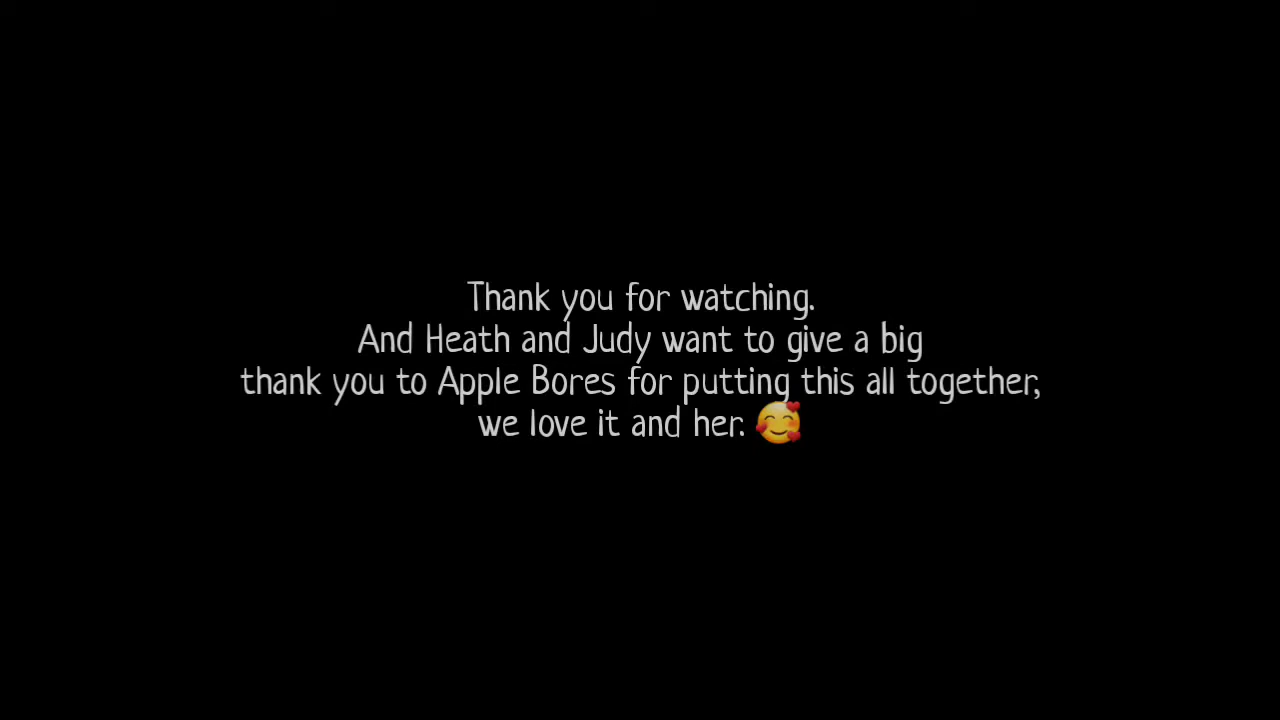 Thank you for watching.
And Heath and Judy want to give a big
thank you to Apple Bores for putting this all together,
we love it and her. 🥰